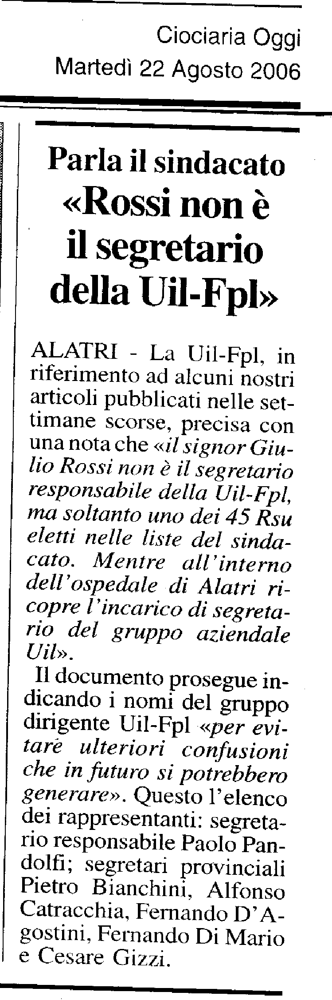 Ciociaria Oggi
Martedì 22 Agosto 2006
Parla il sindacato
«Rossi non è
il segretario
della Uil-Fpl»
ALATRI - La Uil-Fpl, in
riferimento ad alcuni nostri
articoli pubblicati nelle set-
timane scorse, precisa con
una nota che «il signor Giu-
lio Rossi non è il segretario
responsabile della Uil-Fpl,
ma soltanto uno dei 45 Rsu
eletti nelle liste del sinda-
cato. Mentre all'interno
dell'ospedale di Alatri ri-
copre l'incarico di segreta-
rio del gruppo aziendale
Uil».
Il documento prosegue in-
dicando i nomi del gruppo
dirigente Uil-Fpl «per evi-
tare ulteriori confusioni
che in futuro si potrebbero
generare». Questo l'elenco
dei rappresentanti: segreta-
rio responsabile Paolo Pan-
dolfi; segretari provinciali
Pietro Bianchini, Alfonso
Catracchia, Fernando D'A-
gostini, Fernando Di Mario
e Cesare Gizzi.